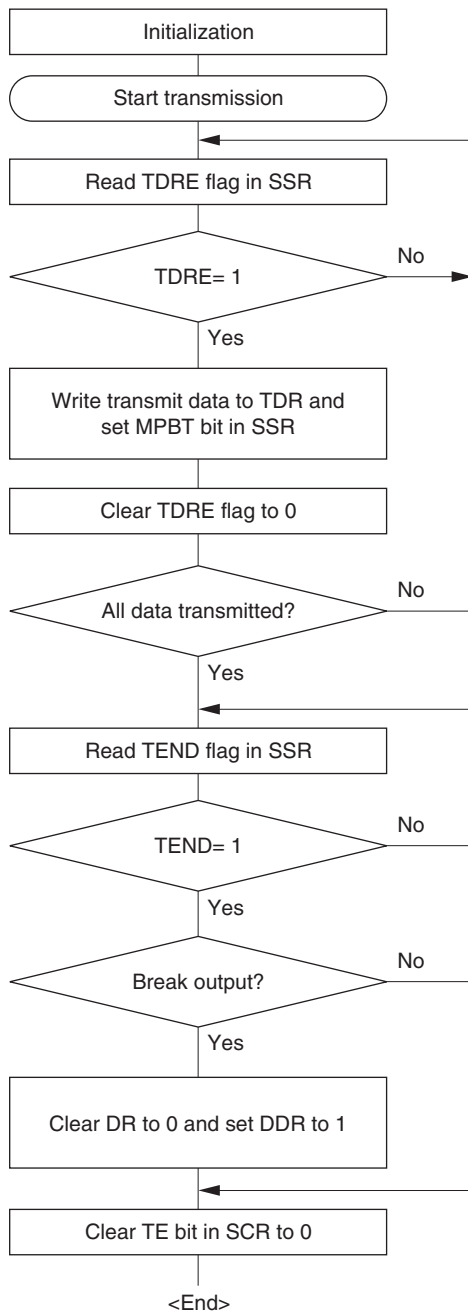 Initialization
Start transmission
Read TDRE flag in SSR
TDRE= 1
No
Yes
Write transmit data to TDR and
set MPBT bit in SSR
Clear TDRE flag to 0
All data transmitted?
No
Yes
Read TEND flag in SSR
TEND= 1
No
Yes
Break output?
No
Yes
Clear DR to 0 and set DDR to 1
Clear TE bit in SCR to 0
<End>